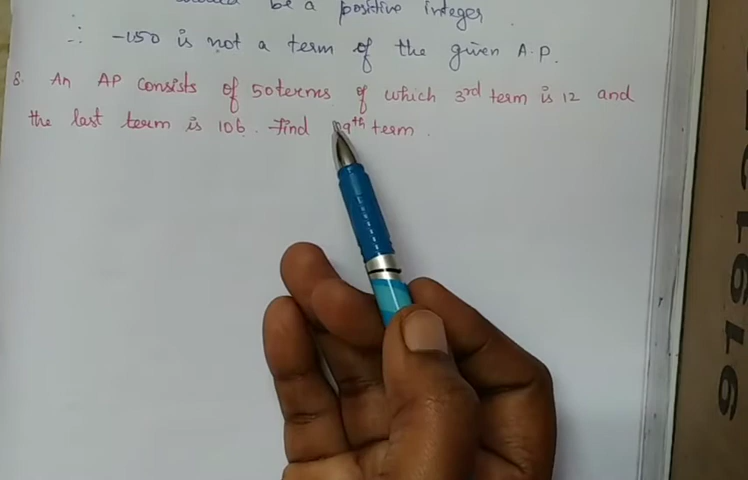 be a positive integer
∴ -150 is not a term of the given A.P.
8. An AP consists of 50 terms of which 3rd term is 12 and
the last term is 106. Find term.
91910